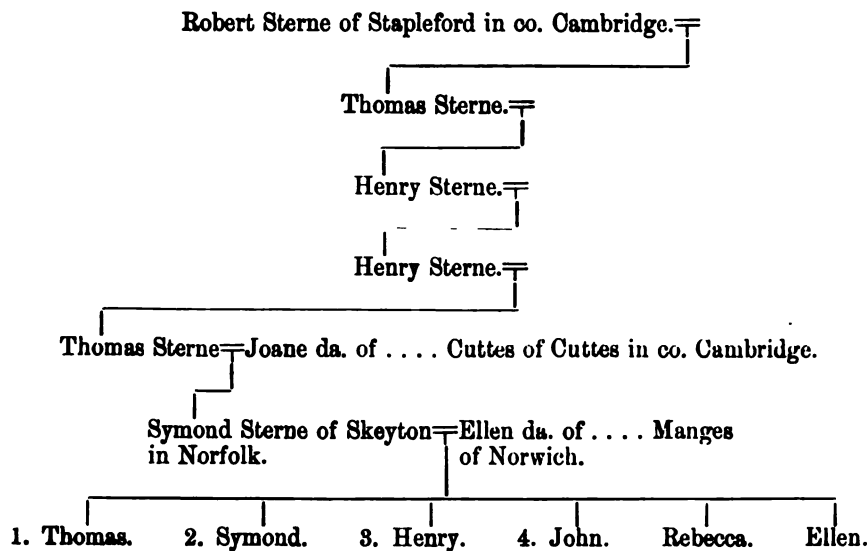 Robert Sterne of Stapleford in co. Cambridge.
Thomas Sterne.
Henry Sterne.
Henry Sterne.
Thomas Sterne Joane da. of . . . . Cuttes of Cuttes in co. Cambridge.
Symond Sterne of Skeyton Ellen da. of . . . . Manges
in Norfolk. of Norwich.
1. Thomas. 2. Symond. 3. Henry. 4. John. Rebecca. Ellen.